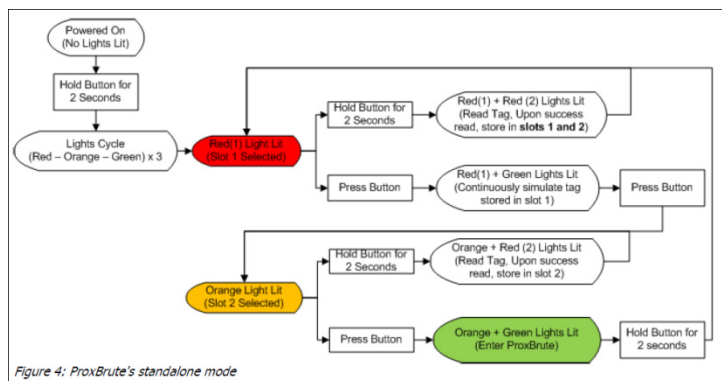 Powered On
(No Lights Lit)
Hold Button for
2 Seconds
Lights Cycle
(Red – Orange – Green) x 3
Red(1) Light Lit
(Slot 1 Selected)
Hold Button for
2 Seconds
Red(1) + Red (2) Lights Lit
(Read Tag, Upon success
read, store in slots 1 and 2)
Press Button
Red(1) + Green Lights Lit
(Continuously simulate tag
stored in slot 1)
Press Button
Orange Light Lit
(Slot 2 Selected)
Hold Button for
2 Seconds
Orange + Red (2) Lights Lit
(Read Tag, Upon success
read, store in slot 2)
Press Button
Orange + Green Lights Lit
(Enter ProxBrute)
Hold Button for
2 seconds
Figure 4: ProxBrute's standalone mode